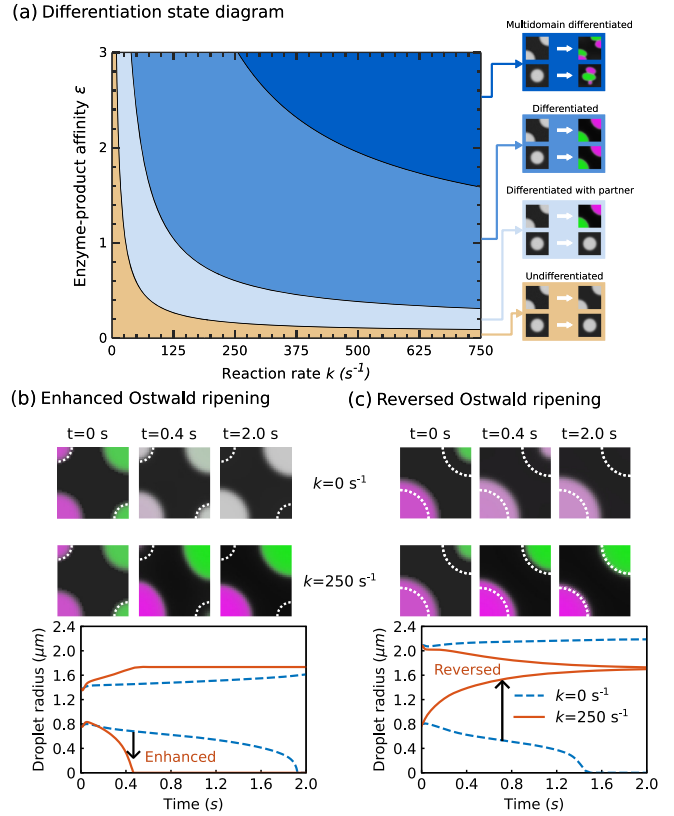 (a) Differentiation state diagram
Multidomain differentiated
Differentiated
Differentiated with partner
Undifferentiated
Enzyme-product affinity ε
3
2
1
0
0 125 250 375 500 625 750
Reaction rate k (s⁻¹)
(b) Enhanced Ostwald ripening
t=0 s t=0.4 s t=2.0 s
(c) Reversed Ostwald ripening
t=0 s t=0.4 s t=2.0 s
k=0 s⁻¹
k=250 s⁻¹
Droplet radius (μm)
2.4
2.0
1.6
1.2
0.8
0.4
0
Enhanced
0 0.4 0.8 1.2 1.6 2.0
Time (s)
Droplet radius (μm)
2.4
2.0
1.6
1.2
0.8
0.4
0
Reversed
k=0 s⁻¹
k=250 s⁻¹
0 0.4 0.8 1.2 1.6 2.0
Time (s)